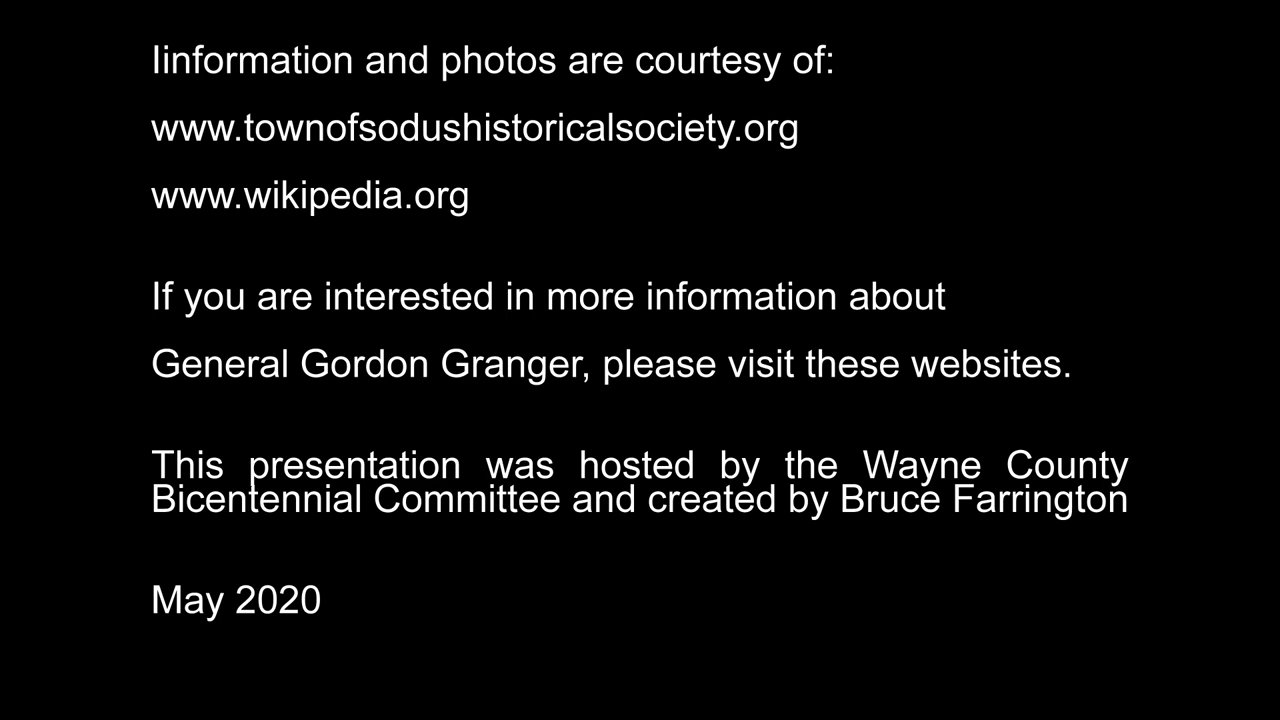 Iinformation and photos are courtesy of:
www.townofsodushistoricalsociety.org
www.wikipedia.org
If you are interested in more information about
General Gordon Granger, please visit these websites.
This presentation was hosted by the Wayne County
Bicentennial Committee and created by Bruce Farrington
May 2020